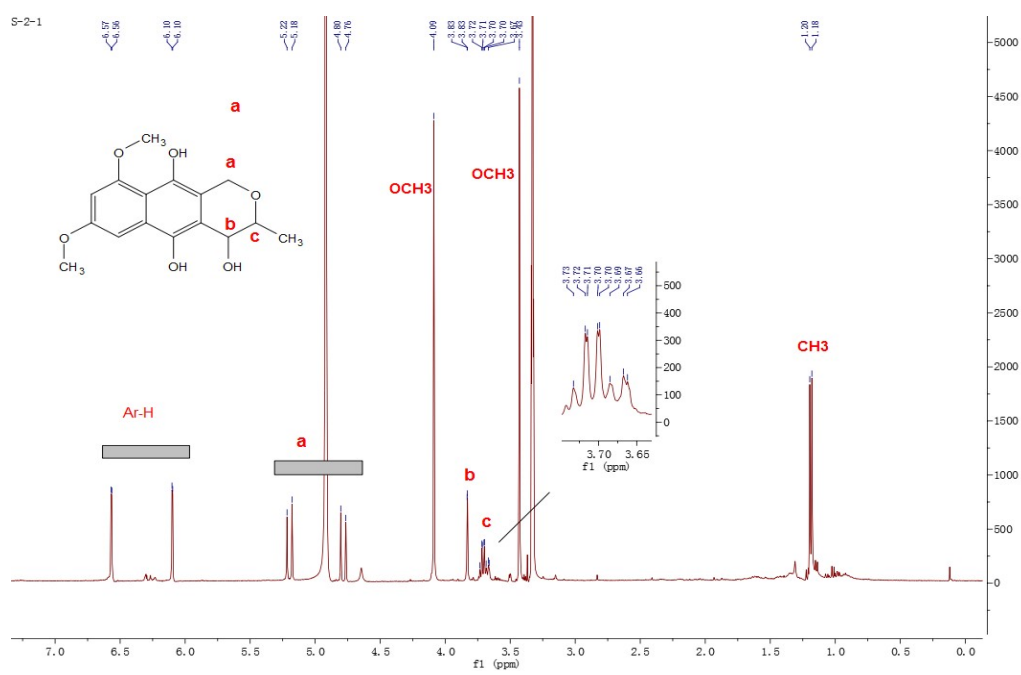 S-2-1
6.57
6.56
6.10
6.10
5.22
5.18
4.80
4.76
4.09
3.83
3.83
3.72
3.71
3.70
3.70
3.67
3.43
1.20
1.18
5000
4500
4000
3500
3000
2500
2000
1500
1000
500
0
a
CH3
O
OH
a
O
b
c
CH3
O
CH3
OH
OH
OCH3
OCH3
3.73
3.72
3.71
3.70
3.70
3.69
3.67
3.66
500
400
300
200
100
0
3.70 3.65
f1 (ppm)
CH3
Ar-H
a
b
c
7.0 6.5 6.0 5.5 5.0 4.5 4.0 3.5 3.0 2.5 2.0 1.5 1.0 0.5 0.0
f1 (ppm)